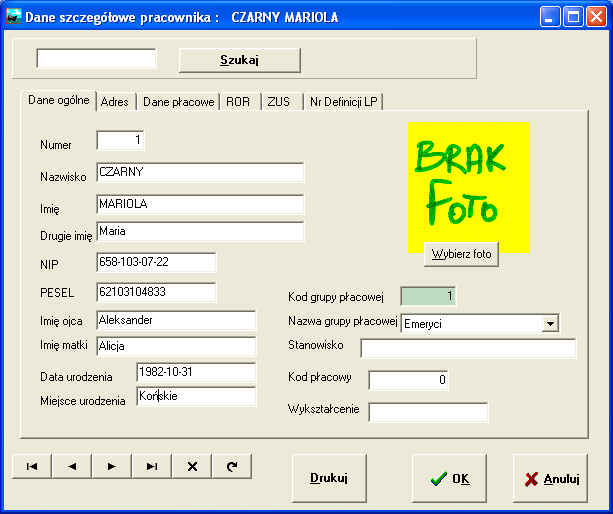 Dane szczegółowe pracownika : CZARNY MARIOLA
Szukaj
Dane ogólne Adres Dane płacowe ROR ZUS Nr Definicji LP
Numer 1
Nazwisko CZARNY
Imię MARIOLA
Drugie imię Maria
NIP 658-103-07-22
PESEL 62103104833
Imię ojca Aleksander
Imię matki Alicja
Data urodzenia 1982-10-31
Miejsce urodzenia Końskie
BRAK
FOTO
Wybierz foto
Kod grupy płacowej 1
Nazwa grupy płacowej Emeryci
Stanowisko
Kod płacowy 0
Wykształcenie
Drukuj
OK
Anuluj